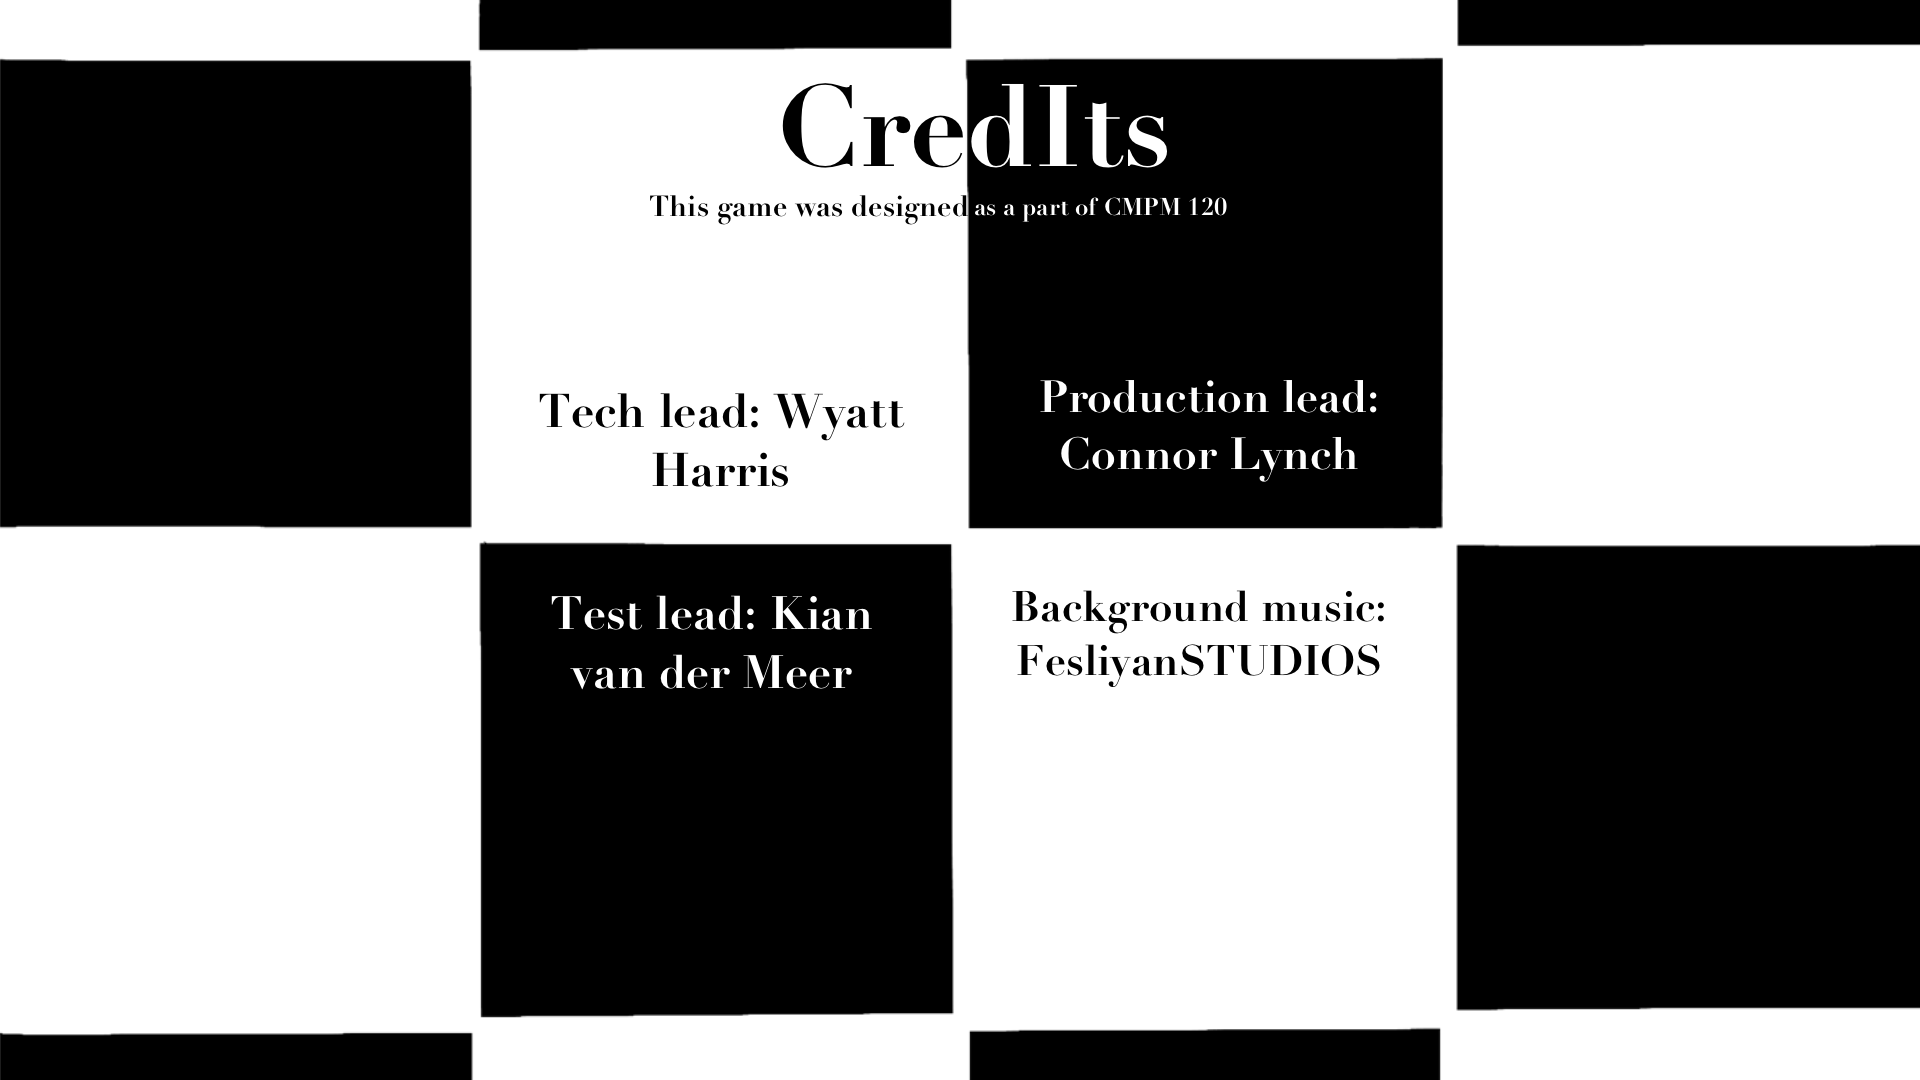 CredIts
This game was designed as a part of CMPM 120
Tech lead: Wyatt
Harris
Production lead:
Connor Lynch
Test lead: Kian
van der Meer
Background music:
FesliyanSTUDIOS